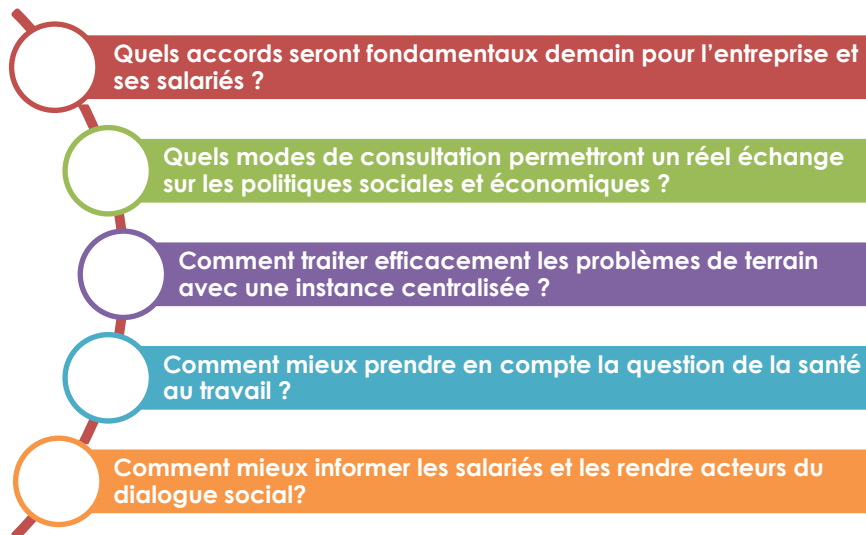 Quels accords seront fondamentaux demain pour l’entreprise et
ses salariés ?
Quels modes de consultation permettront un réel échange
sur les politiques sociales et économiques ?
Comment traiter efficacement les problèmes de terrain
avec une instance centralisée ?
Comment mieux prendre en compte la question de la santé
au travail ?
Comment mieux informer les salariés et les rendre acteurs du
dialogue social?